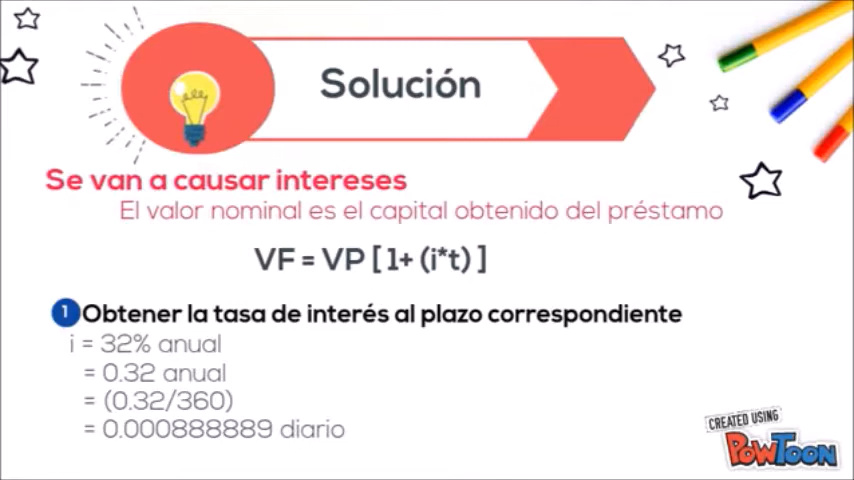 Solución
Se van a causar intereses
El valor nominal es el capital obtenido del préstamo
VF = VP [ 1+ (i*t) ]
1 Obtener la tasa de interés al plazo correspondiente
i = 32% anual
= 0.32 anual
= (0.32/360)
= 0.000888889 diario
CREATED USING
POWTOON